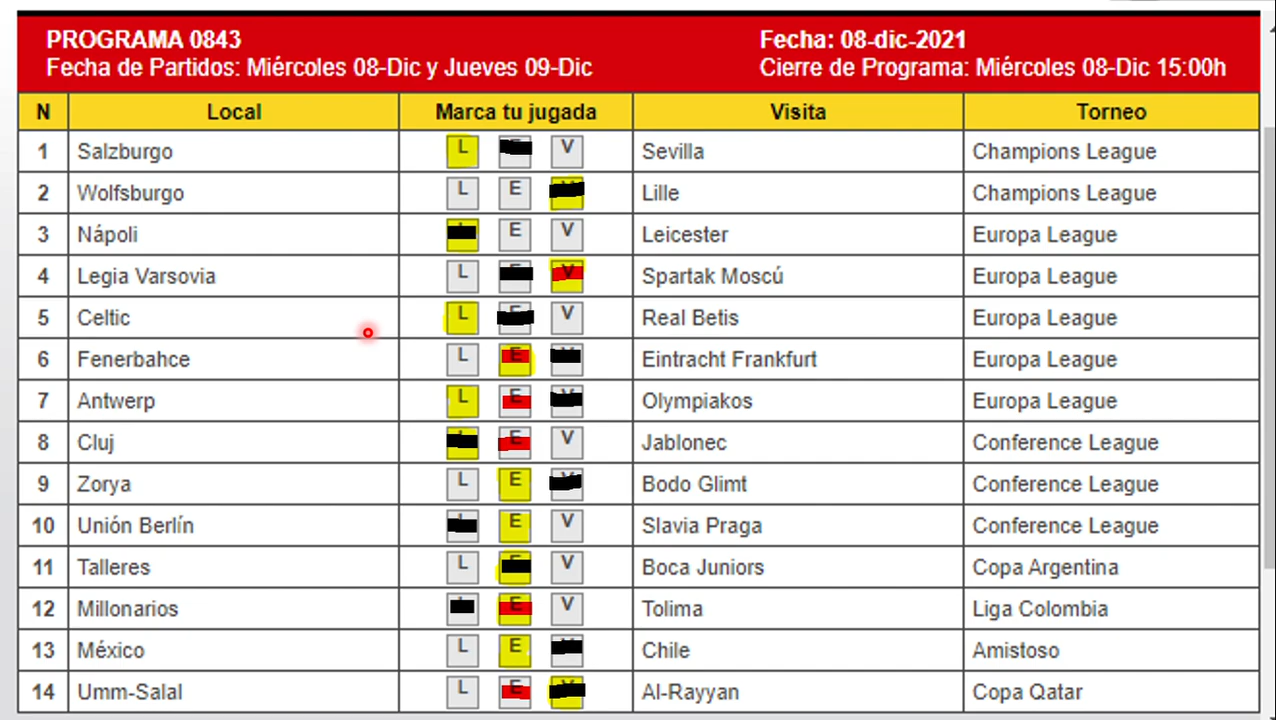 PROGRAMA 0843 Fecha: 08-dic-2021
Fecha de Partidos: Miércoles 08-Dic y Jueves 09-Dic Cierre de Programa: Miércoles 08-Dic 15:00h
N Local Marca tu jugada Visita Torneo
1 Salzburgo L V Sevilla Champions League
2 Wolfsburgo L E Lille Champions League
3 Nápoli E V Leicester Europa League
4 Legia Varsovia L V Spartak Moscú Europa League
5 Celtic L V Real Betis Europa League
6 Fenerbahce L E Eintracht Frankfurt Europa League
7 Antwerp L E Olympiakos Europa League
8 Cluj E V Jablonec Conference League
9 Zorya L E Bodo Glimt Conference League
10 Unión Berlín E V Slavia Praga Conference League
11 Talleres L V Boca Juniors Copa Argentina
12 Millonarios E V Tolima Liga Colombia
13 México L E Chile Amistoso
14 Umm-Salal L E Al-Rayyan Copa Qatar